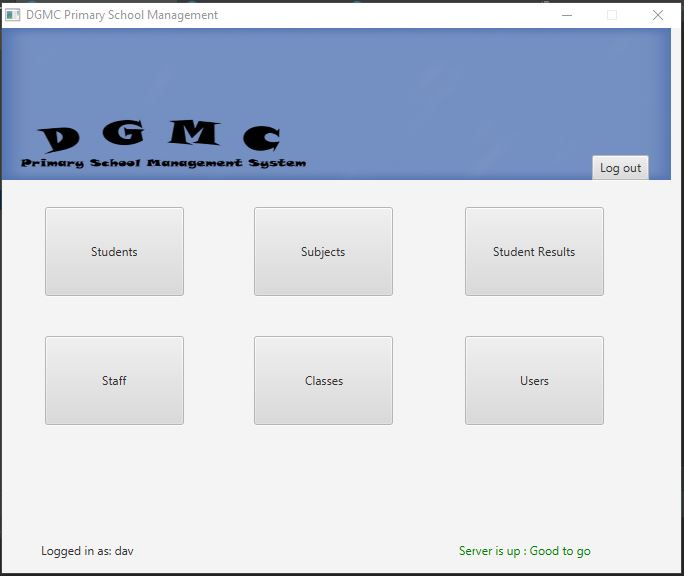 DGMC Primary School Management
D G M C
Primary School Management System
Log out
Students
Subjects
Student Results
Staff
Classes
Users
Logged in as: dav
Server is up : Good to go